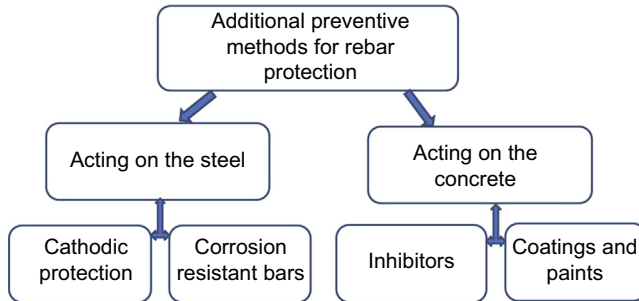 Additional preventive
methods for rebar
protection
Acting on the steel
Acting on the
concrete
Cathodic
protection
Corrosion
resistant bars
Inhibitors
Coatings and
paints